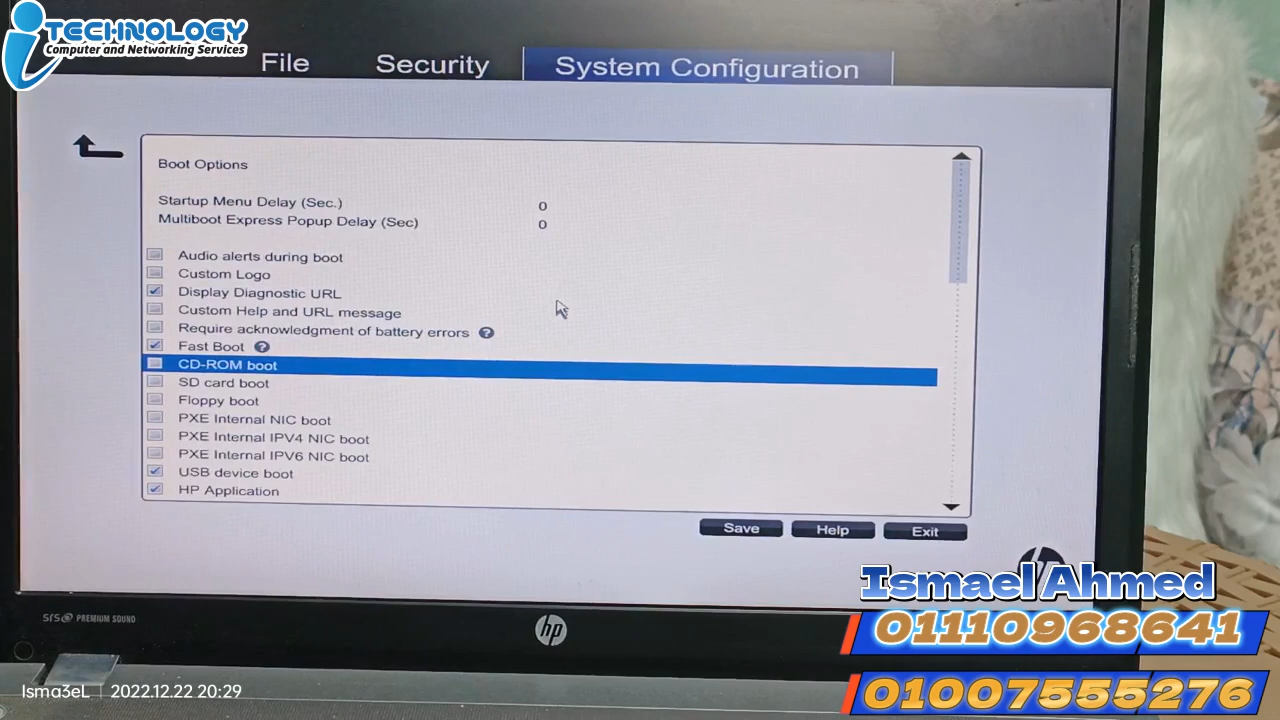 i TECHNOLOGY
Computer and Networking Services
File Security System Configuration
Boot Options
Startup Menu Delay (Sec.) 0
Multiboot Express Popup Delay (Sec) 0
Audio alerts during boot
Custom Logo
Display Diagnostic URL
Custom Help and URL message
Require acknowledgment of battery errors ?
Fast Boot ?
CD-ROM boot
SD card boot
Floppy boot
PXE Internal NIC boot
PXE Internal IPV4 NIC boot
PXE Internal IPV6 NIC boot
USB device boot
HP Application
Save Help Exit
SRS PREMIUM SOUND
hp
Ismael Ahmed
01110968641
01007555276
Isma3eL | 2022.12.22 20:29